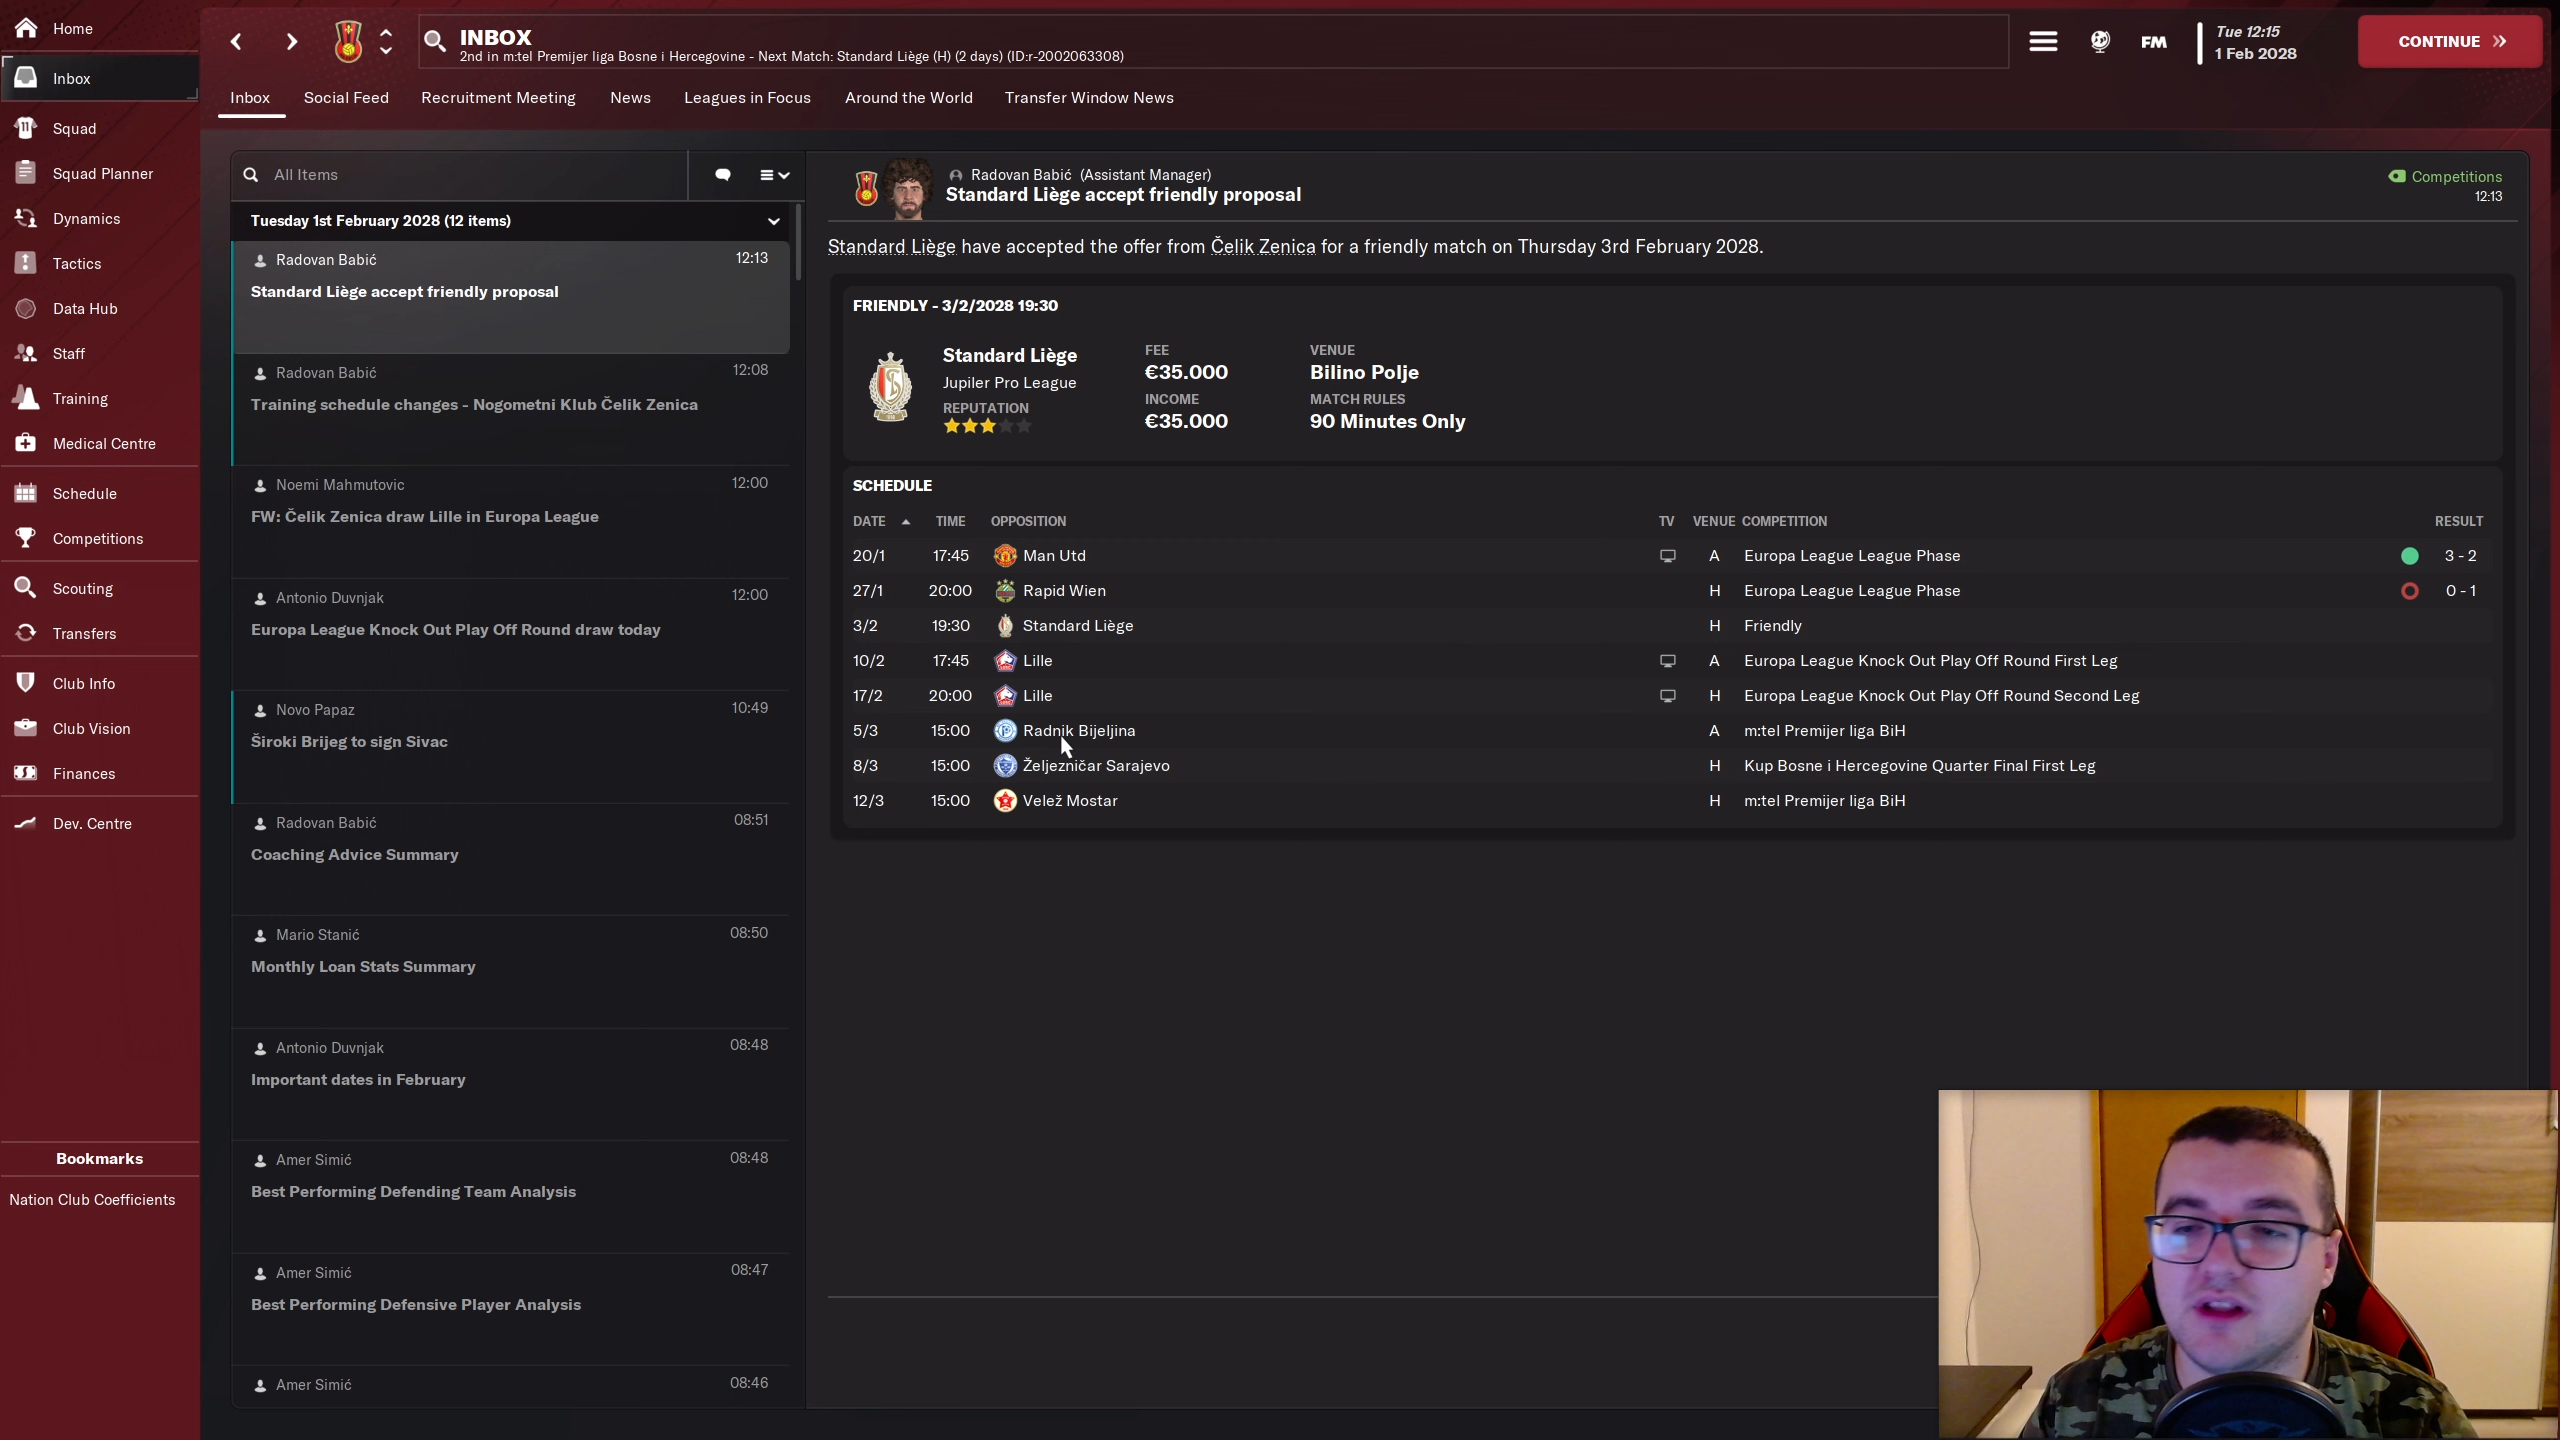 Home
Inbox
Squad
Squad Planner
Dynamics
Tactics
Data Hub
Staff
Training
Medical Centre
Schedule
Competitions
Scouting
Transfers
Club Info
Club Vision
Finances
Dev. Centre
Bookmarks
Nation Club Coefficients
INBOX
2nd in m:tel Premijer liga Bosne i Hercegovine - Next Match: Standard Liège (H) (2 days) (ID:r-2002063308)
FM
Tue 12:15
1 Feb 2028
CONTINUE
Inbox Social Feed Recruitment Meeting News Leagues in Focus Around the World Transfer Window News
All Items
Tuesday 1st February 2028 (12 items)
Radovan Babić 12:13
Standard Liège accept friendly proposal
Radovan Babić 12:08
Training schedule changes - Nogometni Klub Čelik Zenica
Noemi Mahmutovic 12:00
FW: Čelik Zenica draw Lille in Europa League
Antonio Duvnjak 12:00
Europa League Knock Out Play Off Round draw today
Novo Papaz 10:49
Široki Brijeg to sign Sivac
Radovan Babić 08:51
Coaching Advice Summary
Mario Stanić 08:50
Monthly Loan Stats Summary
Antonio Duvnjak 08:48
Important dates in February
Amer Simić 08:48
Best Performing Defending Team Analysis
Amer Simić 08:47
Best Performing Defensive Player Analysis
Amer Simić 08:46
Radovan Babić (Assistant Manager)
Standard Liège accept friendly proposal
Competitions
12:13
Standard Liège have accepted the offer from Čelik Zenica for a friendly match on Thursday 3rd February 2028.
FRIENDLY - 3/2/2028 19:30
Standard Liège
Jupiler Pro League
REPUTATION
FEE
€35.000
INCOME
€35.000
VENUE
Bilino Polje
MATCH RULES
90 Minutes Only
SCHEDULE
DATE TIME OPPOSITION TV VENUE COMPETITION RESULT
20/1 17:45 Man Utd A Europa League League Phase 3 - 2
27/1 20:00 Rapid Wien H Europa League League Phase 0 - 1
3/2 19:30 Standard Liège H Friendly
10/2 17:45 Lille A Europa League Knock Out Play Off Round First Leg
17/2 20:00 Lille H Europa League Knock Out Play Off Round Second Leg
5/3 15:00 Radnik Bijeljina A m:tel Premijer liga BiH
8/3 15:00 Željezničar Sarajevo H Kup Bosne i Hercegovine Quarter Final First Leg
12/3 15:00 Velež Mostar H m:tel Premijer liga BiH